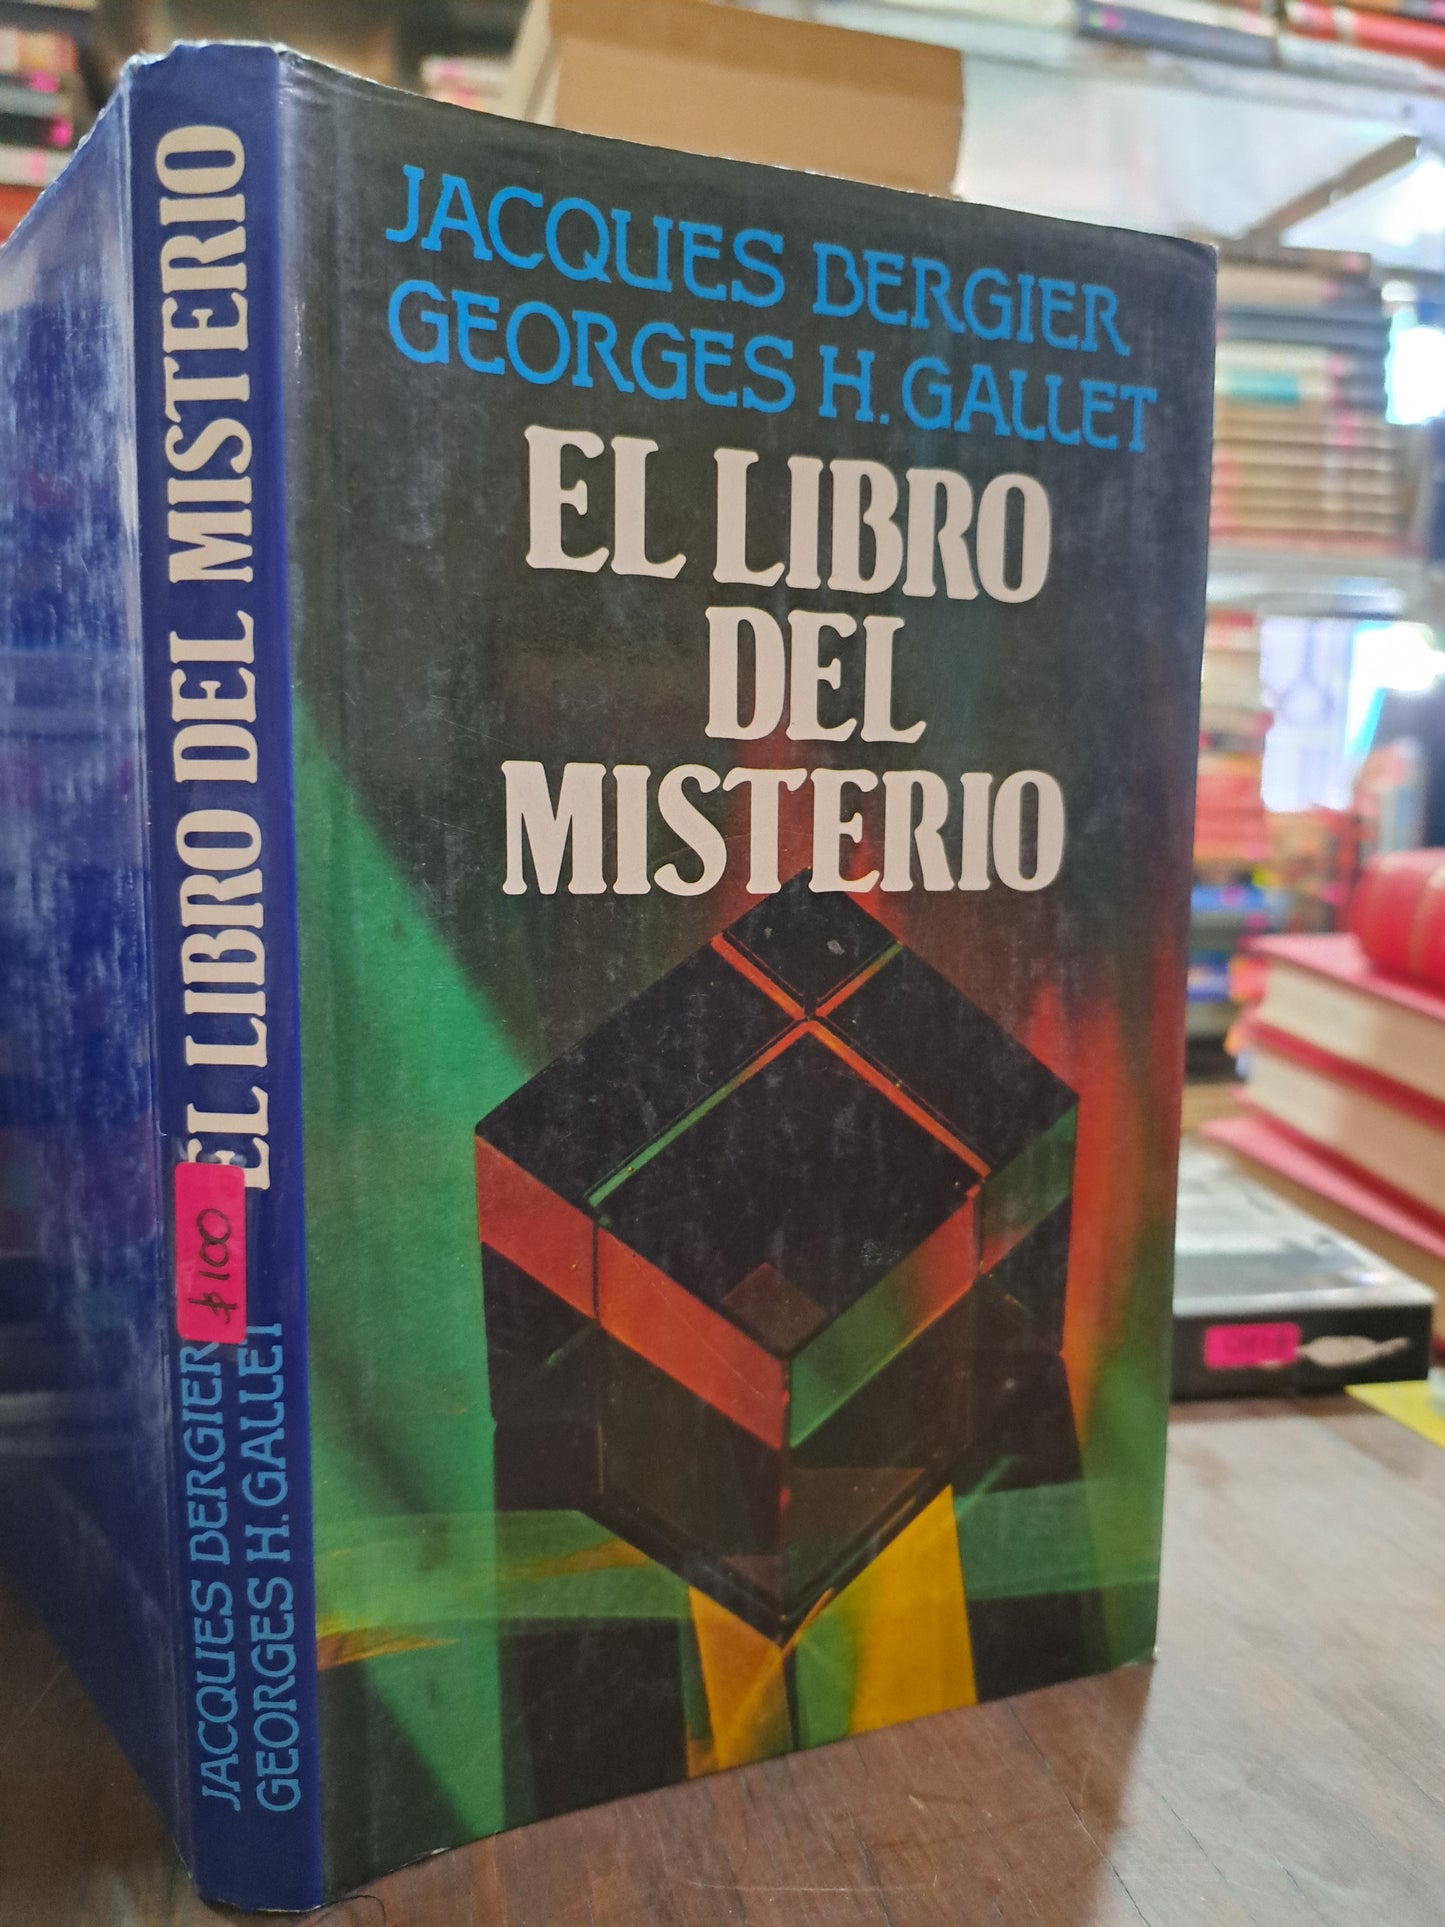 JACQUES BERGIER
GEORGES H. GALLET
EL LIBRO
DEL
MISTERIO
EL LIBRO DEL MISTERIO
$100
JACQUES BERGIER
GEORGES H. GALLET